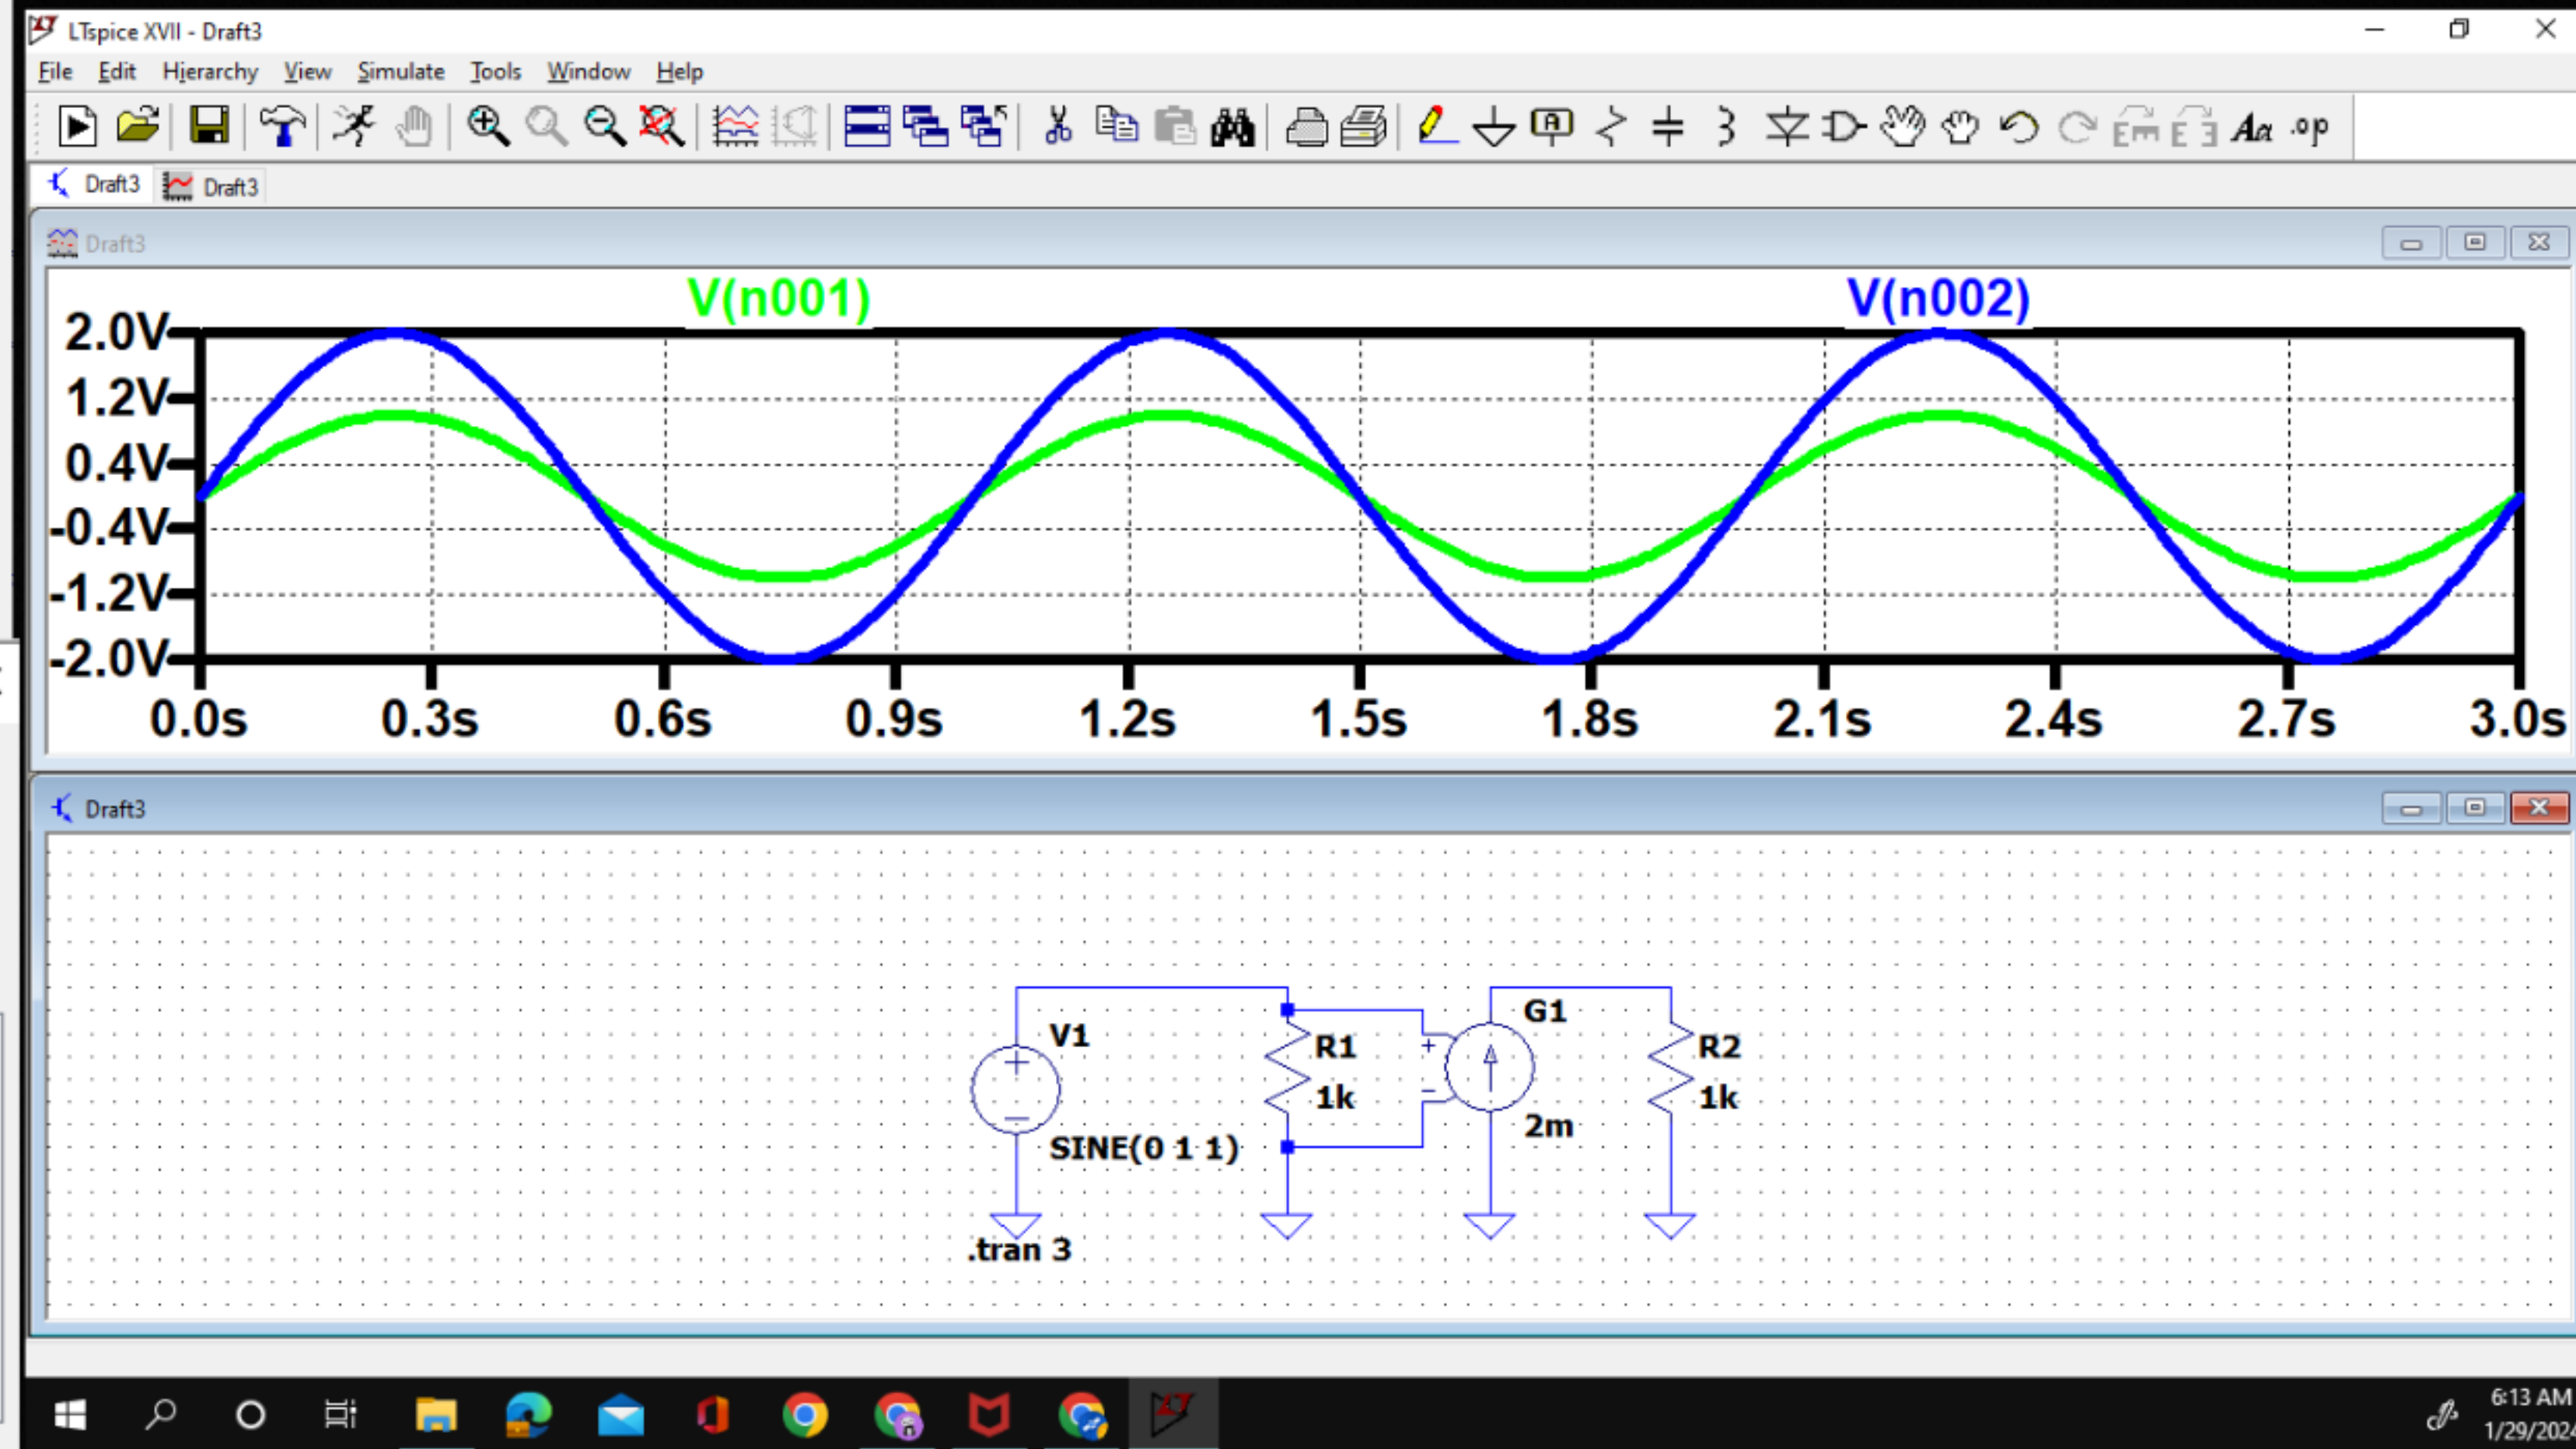 LTspice XVII - Draft3
File Edit Hierarchy View Simulate Tools Window Help
A Aa .op
Draft3 Draft3
Draft3
V(n001) V(n002)
2.0V
1.2V
0.4V
-0.4V
-1.2V
-2.0V
0.0s 0.3s 0.6s 0.9s 1.2s 1.5s 1.8s 2.1s 2.4s 2.7s 3.0s
Draft3
V1
SINE(0 1 1)
.tran 3
R1
1k
G1
2m
R2
1k
6:13 AM